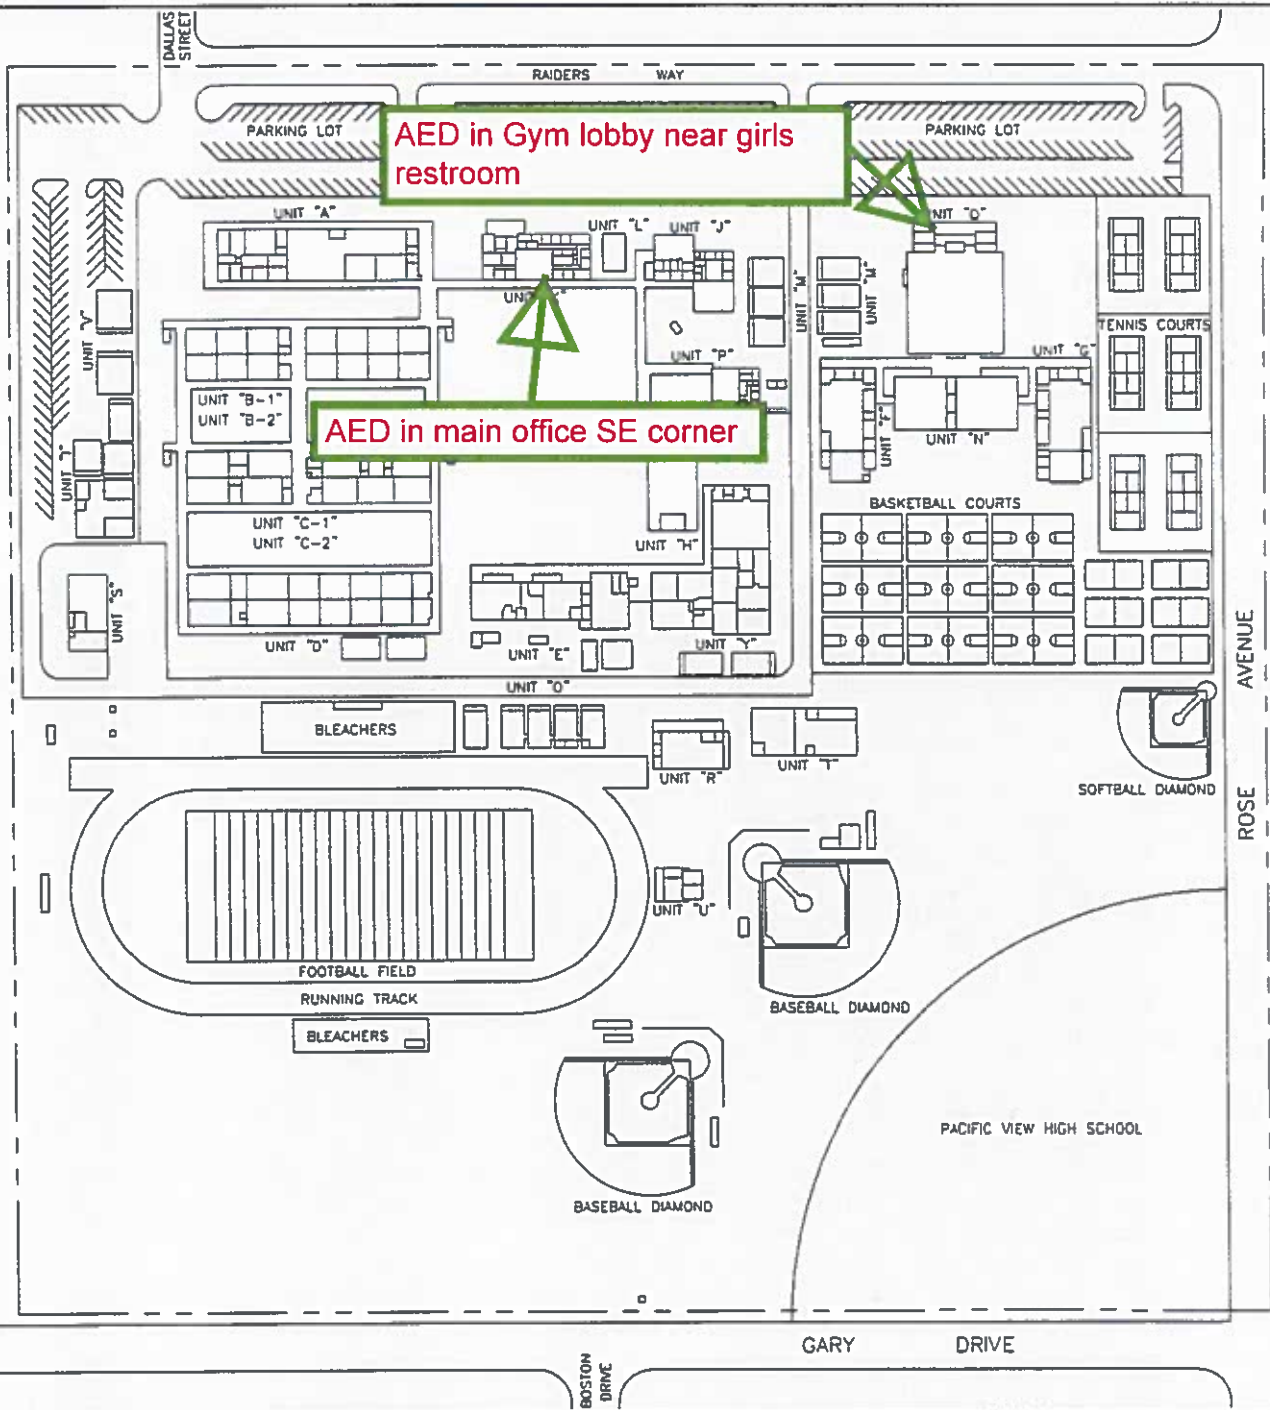 DALLAS
STREET
RAIDERS WAY
PARKING LOT
PARKING LOT
AED in Gym lobby near girls
restroom
UNIT "A"
UNIT "L"
UNIT "J"
UNIT "M"
UNIT "M"
UNIT "V"
TENNIS COURTS
UNIT "P"
UNIT "G"
UNIT "B-1"
UNIT "B-2"
AED in main office SE corner
UNIT "F"
UNIT "N"
BASKETBALL COURTS
UNIT "C-1"
UNIT "C-2"
UNIT "H"
UNIT "S"
UNIT "D"
UNIT "E"
UNIT "Y"
UNIT "O"
BLEACHERS
UNIT "R"
UNIT "T"
SOFTBALL DIAMOND
ROSE AVENUE
UNIT "U"
FOOTBALL FIELD
RUNNING TRACK
BLEACHERS
BASEBALL DIAMOND
BASEBALL DIAMOND
PACIFIC VIEW HIGH SCHOOL
GARY DRIVE
BOSTON
DRIVE